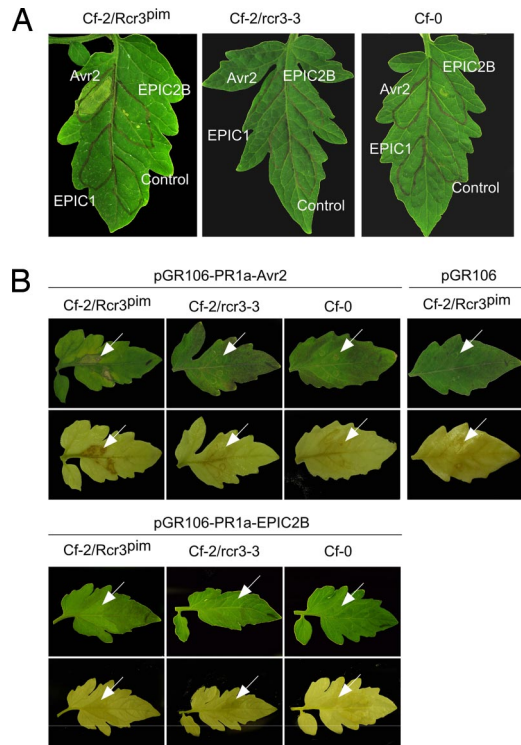 A
Cf-2/Rcr3pim
Cf-2/rcr3-3
Cf-0
Avr2
EPIC2B
EPIC1
Control
Avr2
EPIC2B
EPIC1
Control
EPIC2B
Avr2
EPIC1
Control
B
pGR106-PR1a-Avr2
pGR106
Cf-2/Rcr3pim
Cf-2/rcr3-3
Cf-0
Cf-2/Rcr3pim
pGR106-PR1a-EPIC2B
Cf-2/Rcr3pim
Cf-2/rcr3-3
Cf-0